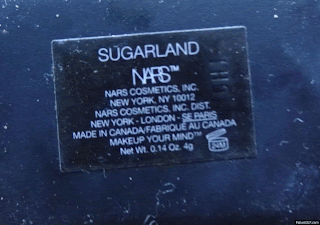 SUGARLAND
NARS™
NARS COSMETICS, INC.
NEW YORK, NY 10012
NARS COSMETICS, INC. DIST.
NEW YORK - LONDON - SE PARIS
MADE IN CANADA/FABRIQUÉ AU CANADA
MAKEUP YOUR MIND™
Net Wt. 0.14 Oz. 4g
24M